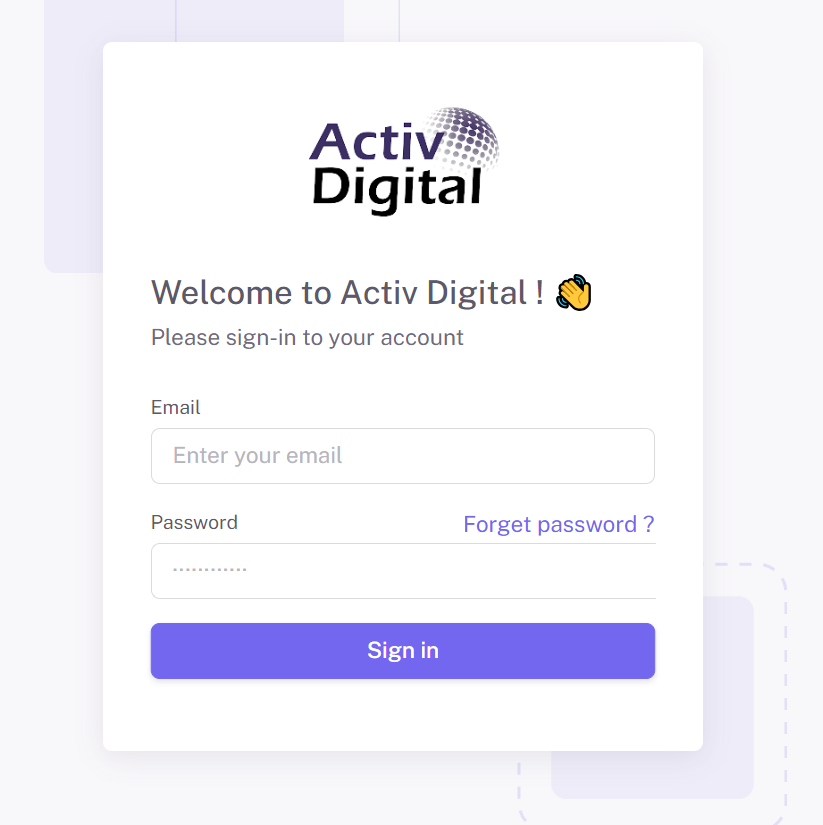 Activ
Digital
Welcome to Activ Digital ! 👋
Please sign-in to your account
Email
Enter your email
Password
Forget password ?
············
Sign in